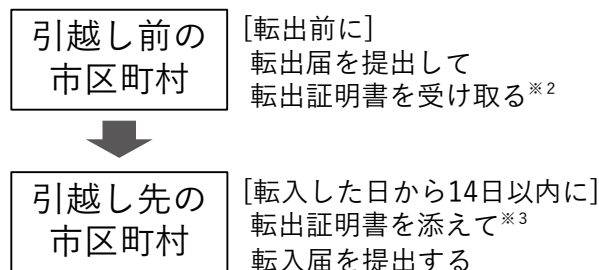 引越し前の
市区町村
[転出前に]
転出届を提出して
転出証明書を受け取る※2
引越し先の
市区町村
[転入した日から14日以内に]
転出証明書を添えて※3
転入届を提出する